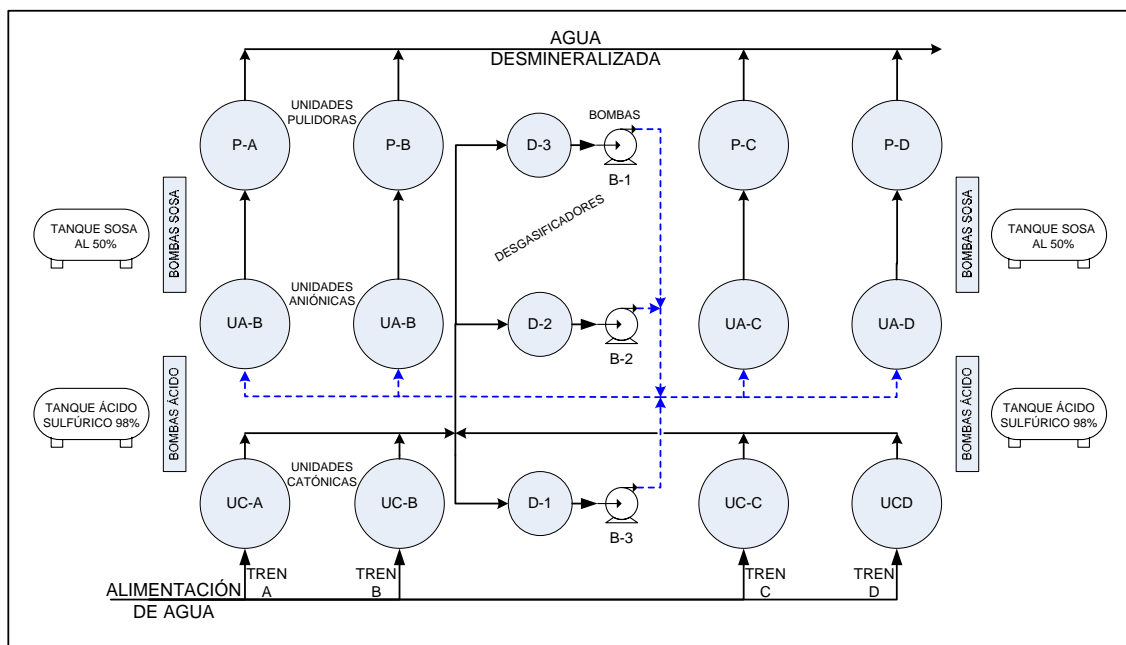 AGUA
DESMINERALIZADA
UNIDADES
PULIDORAS
BOMBAS
P-A
P-B
D-3
B-1
P-C
P-D
BOMBAS SOSA
BOMBAS SOSA
TANQUE SOSA
AL 50%
TANQUE SOSA
AL 50%
DESGASIFICADORES
UNIDADES
ANIÓNICAS
UA-B
UA-B
D-2
B-2
UA-C
UA-D
BOMBAS ÁCIDO
BOMBAS ÁCIDO
TANQUE ÁCIDO
SULFÚRICO 98%
TANQUE ÁCIDO
SULFÚRICO 98%
UNIDADES
CATÓNICAS
UC-A
UC-B
D-1
B-3
UC-C
UCD
ALIMENTACIÓN
DE AGUA
TREN
A
TREN
B
TREN
C
TREN
D